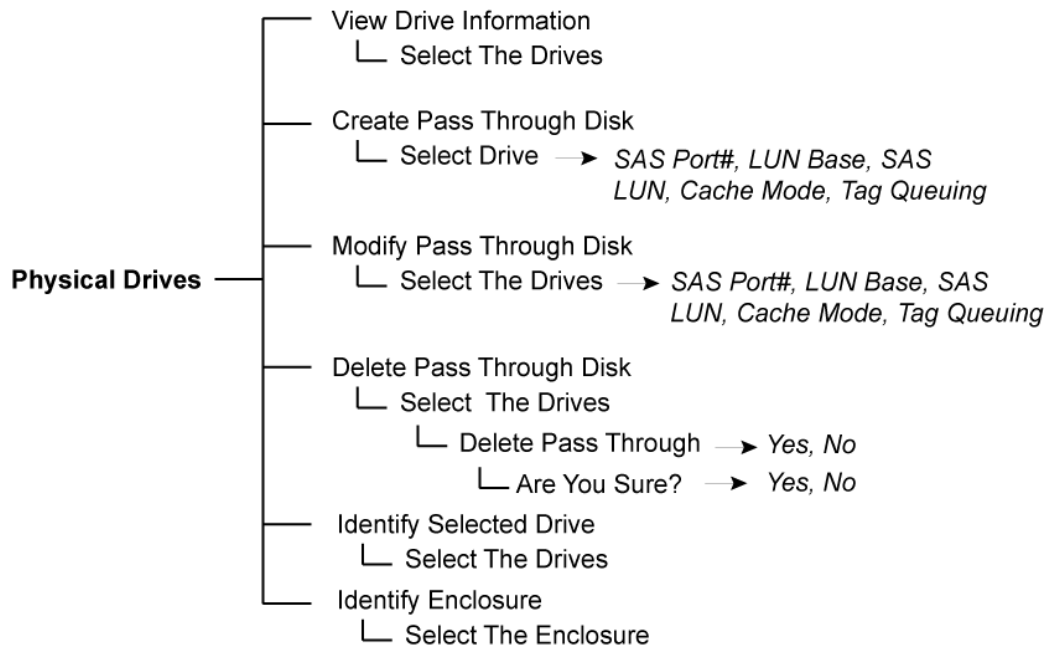 View Drive Information
Select The Drives
Create Pass Through Disk
Select Drive
SAS Port#, LUN Base, SAS
LUN, Cache Mode, Tag Queuing
Physical Drives
Modify Pass Through Disk
Select The Drives
SAS Port#, LUN Base, SAS
LUN, Cache Mode, Tag Queuing
Delete Pass Through Disk
Select The Drives
Delete Pass Through
Yes, No
Are You Sure?
Yes, No
Identify Selected Drive
Select The Drives
Identify Enclosure
Select The Enclosure